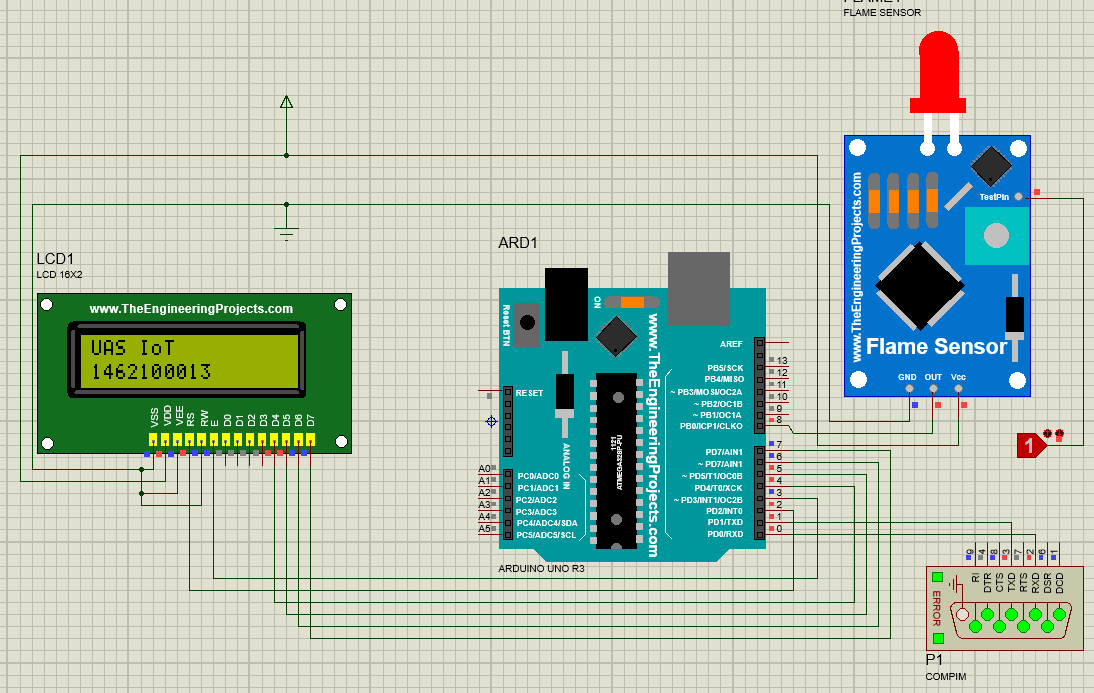 FLAME1
FLAME SENSOR
www.TheEngineeringProjects.com
TestPin
Flame Sensor
GND OUT Vcc
1
LCD1
LCD 16X2
www.TheEngineeringProjects.com
UAS IoT
1462100013
VSS VDD VEE RS RW E D0 D1 D2 D3 D4 D5 D6 D7
ARD1
Reset BTN
ON
www.TheEngineeringProjects.com
RESET
1121
ATMEGA328P-PU
ANALOG IN
A0 PC0/ADC0
A1 PC1/ADC1
A2 PC2/ADC2
A3 PC3/ADC3
A4 PC4/ADC4/SDA
A5 PC5/ADC5/SCL
AREF
PB5/SCK 13
PB4/MISO 12
~ PB3/MOSI/OC2A 11
~ PB2/OC1B 10
~ PB1/OC1A 9
PB0/ICP1/CLKO 8
PD7/AIN1 7
~ PD7/AIN1 6
~ PD5/T1/OC0B 5
PD4/T0/XCK 4
~ PD3/INT1/OC2B 3
PD2/INT0 2
PD1/TXD 1
PD0/RXD 0
ARDUINO UNO R3
9 4 8 3 7 2 6 1
RI DTR CTS TXD RTS RXD DSR DCD
ERROR
P1
COMPIM